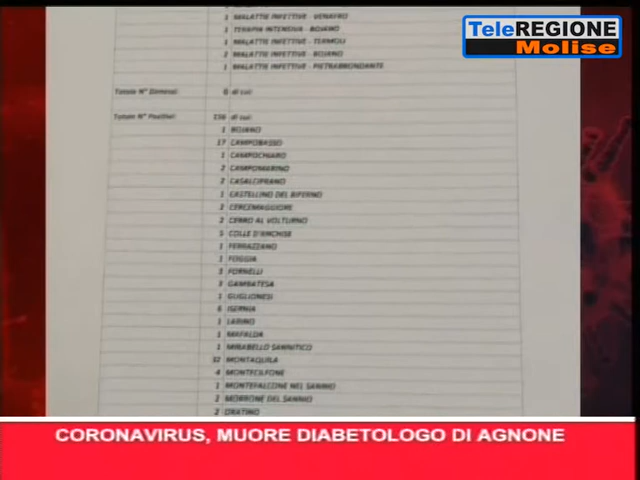 TeleREGIONE
Molise
1 MALATTIE INFETTIVE - VENAFRO
1 TERAPIA INTENSIVA - BOJANO
1 MALATTIE INFETTIVE - TERMOLI
2 MALATTIE INFETTIVE - BOJANO
1 MALATTIE INFETTIVE - PIETRABBONDANTE
Totale N° Dimessi: 0 di cui:
Totale N° Positivi: 156 di cui:
1 BOJANO
17 CAMPOBASSO
1 CAMPOCHIARO
2 CAMPOMARINO
2 CASALCIPRANO
1 CASTELLINO DEL BIFERNO
2 CERCEMAGGIORE
2 CERRO AL VOLTURNO
5 COLLE D'ANCHISE
1 FERRAZZANO
1 FOGGIA
3 FORNELLI
3 GAMBATESA
1 GUGLIONESI
6 ISERNIA
1 LARINO
1 MAFALDA
1 MIRABELLO SANNITICO
32 MONTAQUILA
4 MONTECILFONE
1 MONTEFALCONE NEL SANNIO
2 MORRONE DEL SANNIO
2 ORATINO
CORONAVIRUS, MUORE DIABETOLOGO DI AGNONE